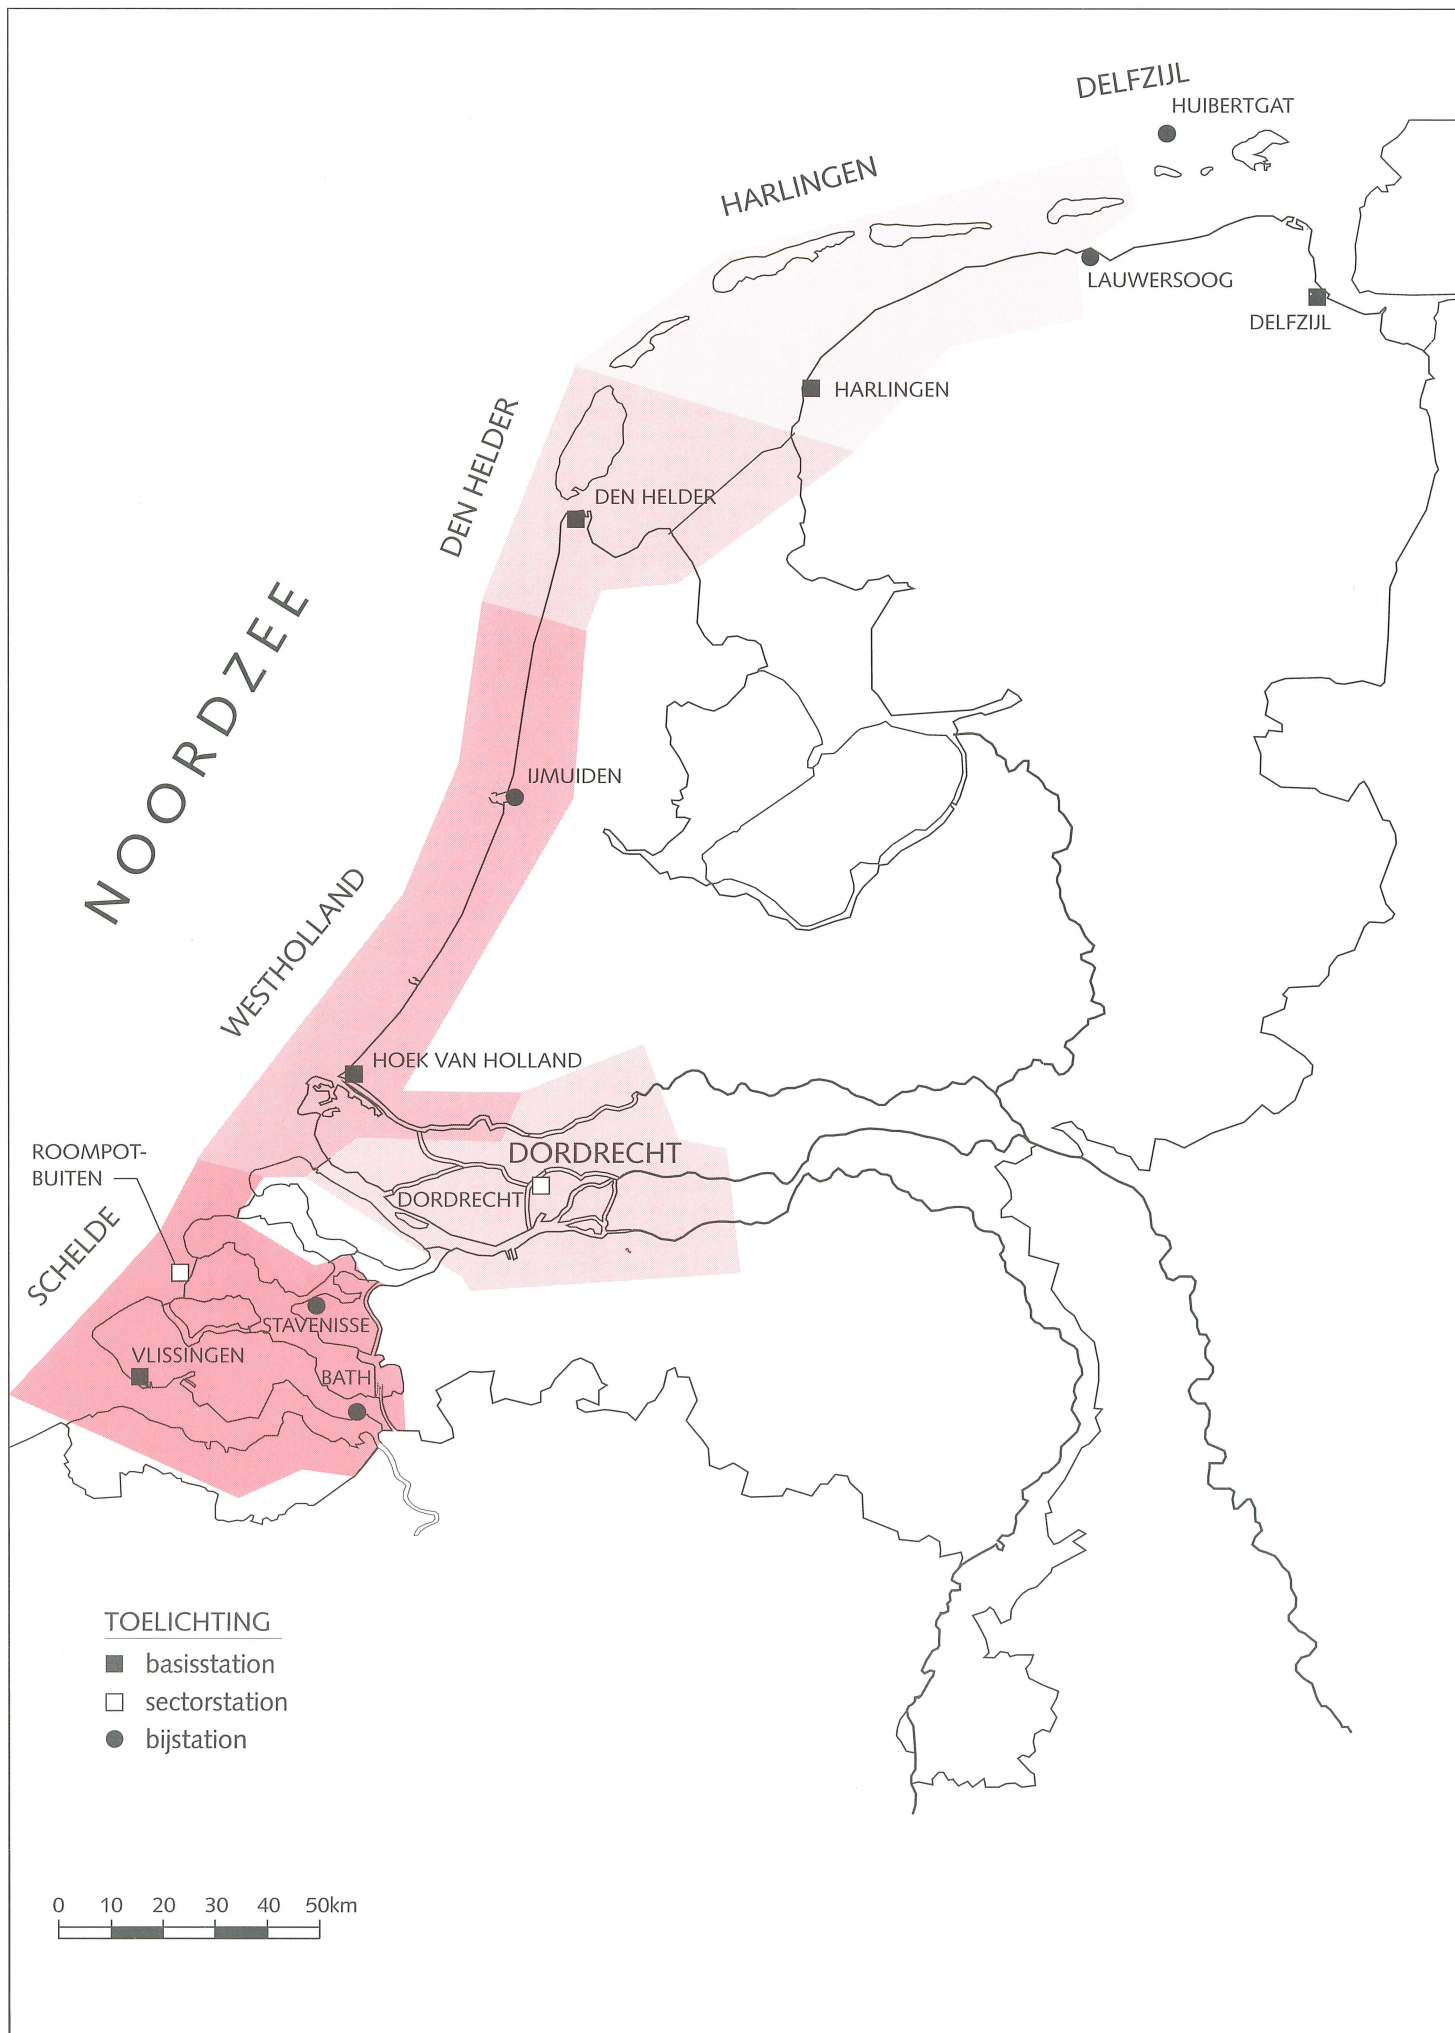 DELFZIJL
HUIBERTGAT
HARLINGEN
LAUWERSOOG
DELFZIJL
HARLINGEN
DEN HELDER
DEN HELDER
NOORDZEE
IJMUIDEN
WESTHOLLAND
HOEK VAN HOLLAND
ROOMPOT-
BUITEN
DORDRECHT
DORDRECHT
SCHELDE
STAVENISSE
VLISSINGEN
BATH
TOELICHTING
basisstation
sectorstation
bijstation
0 10 20 30 40 50km